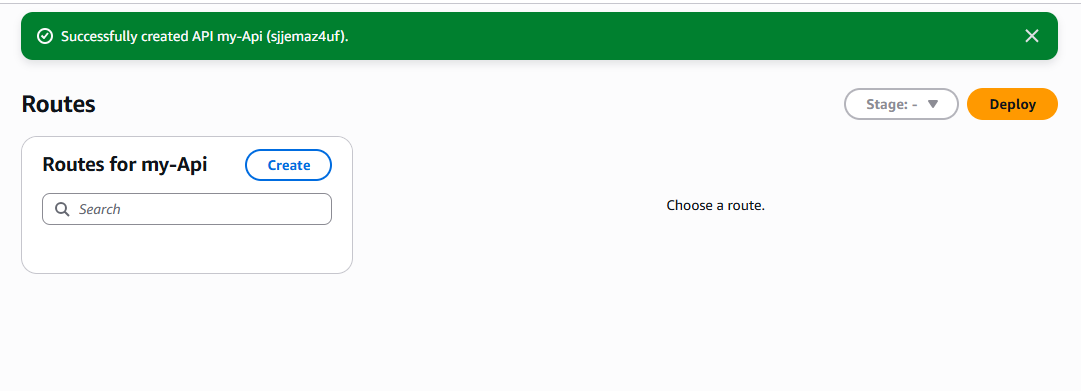 Successfully created API my-Api (sjjemaz4uf).
Routes
Stage: -
Deploy
Routes for my-Api
Create
Search
Choose a route.